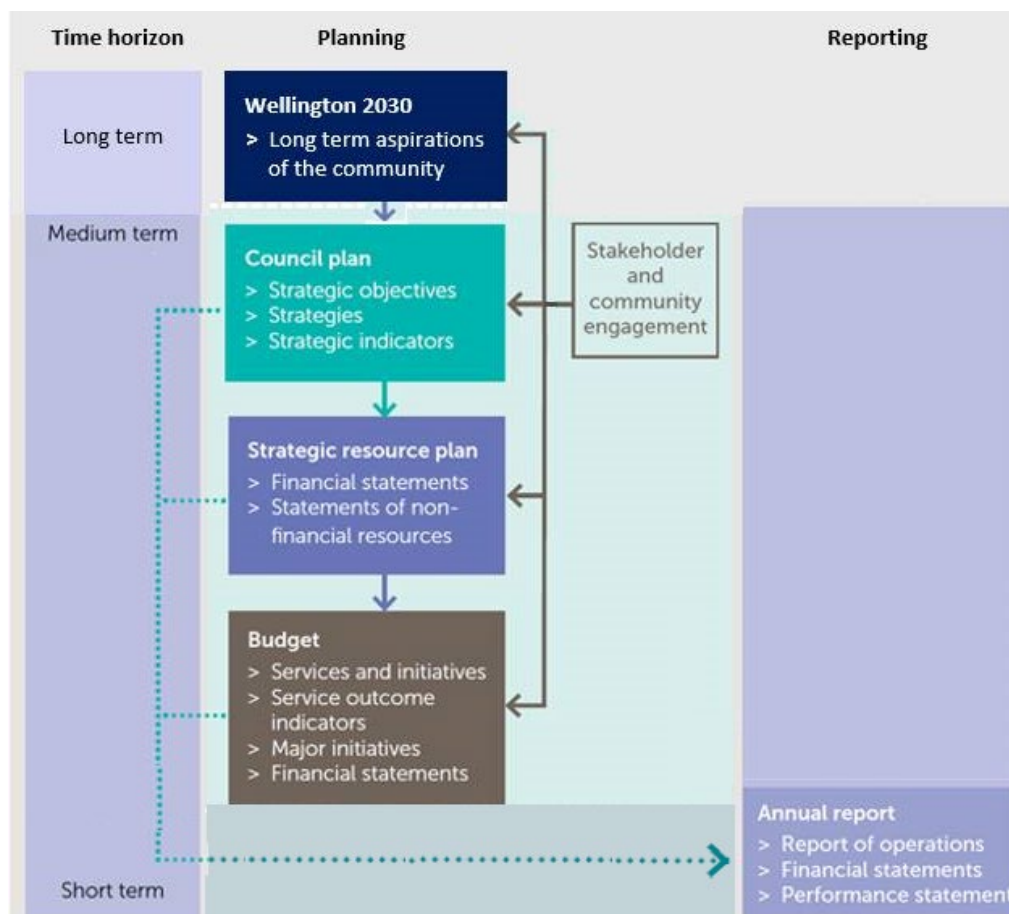 Time horizon
Planning
Reporting
Long term
Wellington 2030
> Long term aspirations
of the community
Medium term
Council plan
> Strategic objectives
> Strategies
> Strategic indicators
Stakeholder
and
community
engagement
Strategic resource plan
> Financial statements
> Statements of non-
financial resources
Budget
> Services and initiatives
> Service outcome
indicators
> Major initiatives
> Financial statements
Annual report
> Report of operations
> Financial statements
> Performance statement
Short term